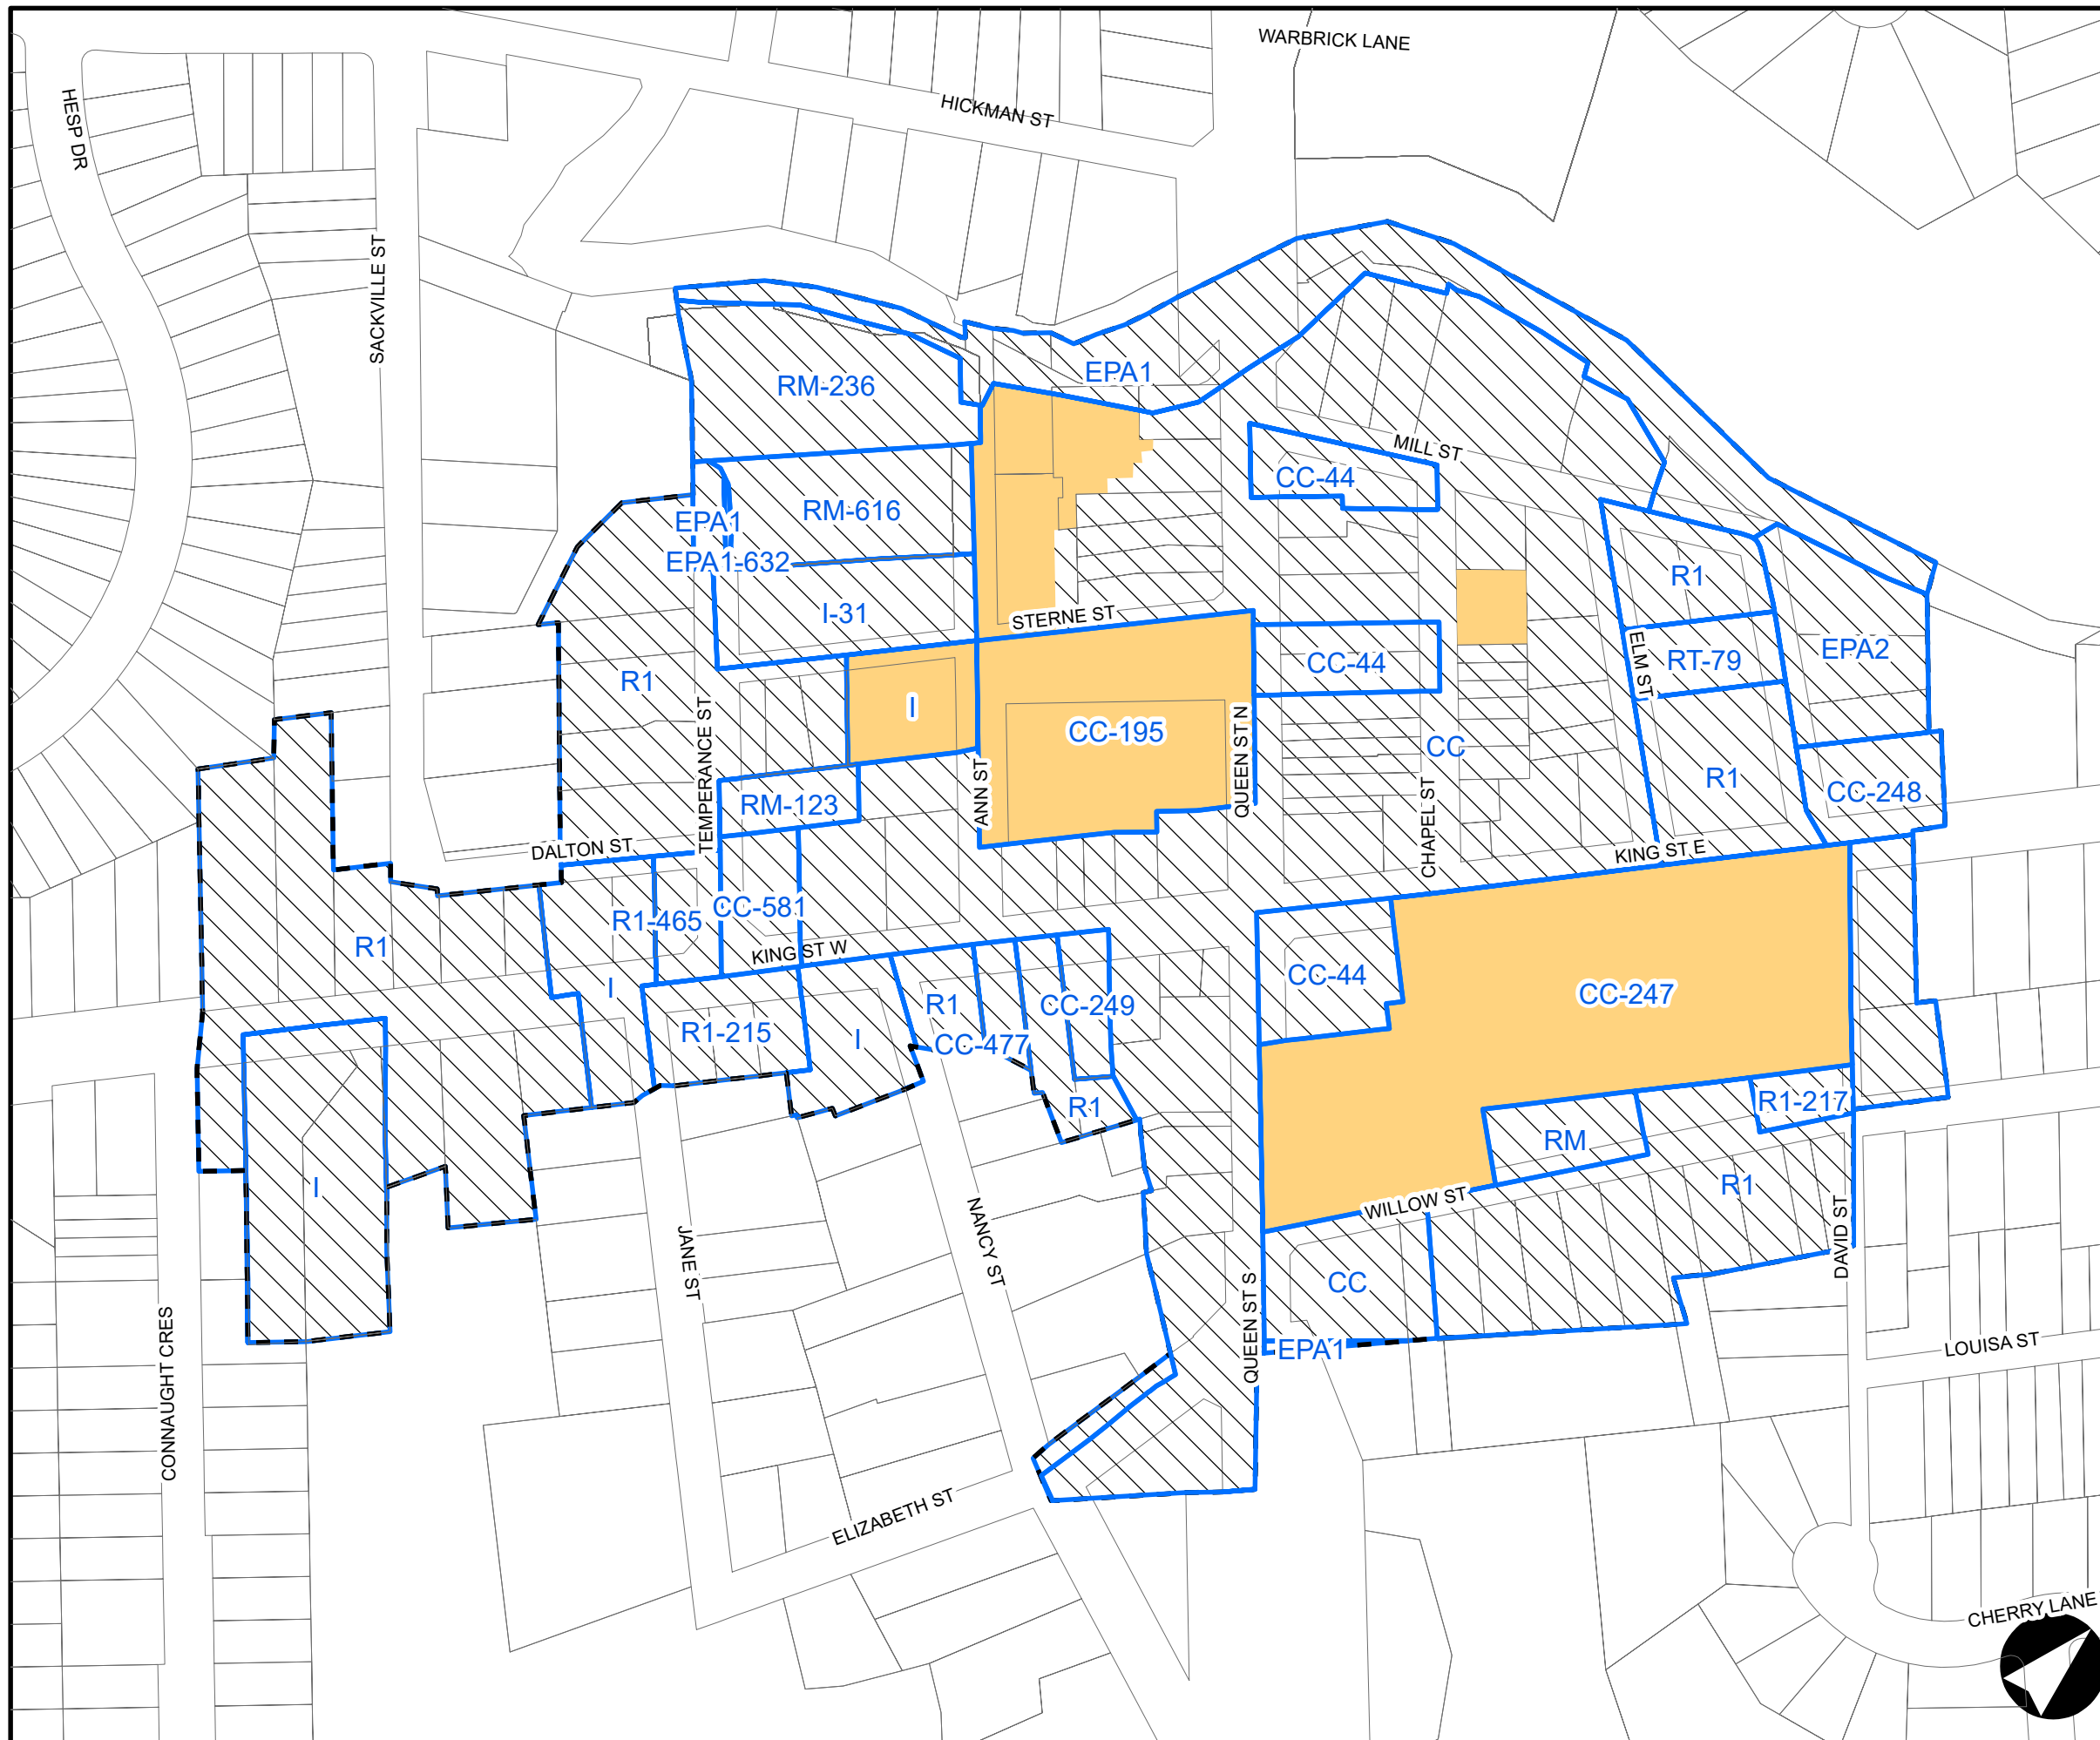 WARBRICK LANE
HICKMAN ST
HESP DR
SACKVILLE ST
EPA1
RM-236
MILL ST
CC-44
RM-616
EPA1
EPA1-632
R1
I-31
STERNE ST
ELM ST
RT-79
EPA2
CC-44
R1
I
CC-195
QUEEN ST N
CC
TEMPERANCE ST
ANN ST
R1
CC-248
RM-123
CHAPEL ST
DALTON ST
KING ST E
CC-581
R1-465
R1
KING ST W
I
CC-44
CC-247
R1
CC-249
R1-215
I
CC-477
R1
R1-217
RM
I
R1
WILLOW ST
DAVID ST
NANCY ST
JANE ST
CC
QUEEN ST S
EPA1
LOUISA ST
CONNAUGHT CRES
ELIZABETH ST
CHERRY LANE